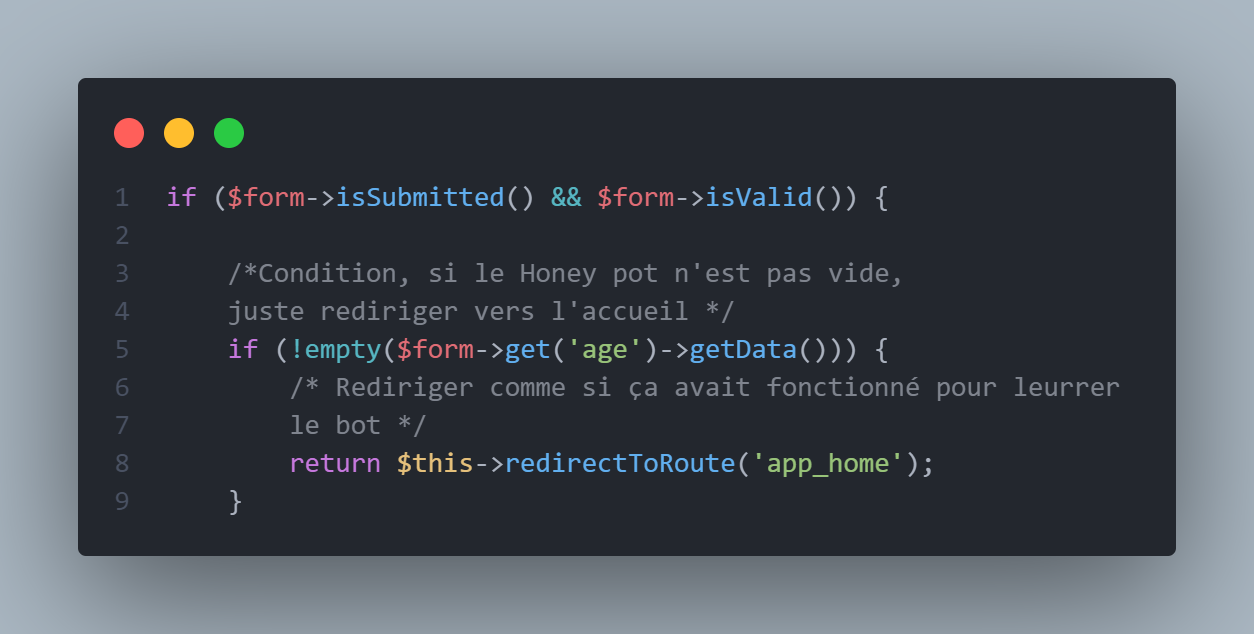 1 if ($form->isSubmitted() && $form->isValid()) {
2
3 /*Condition, si le Honey pot n'est pas vide,
4 juste rediriger vers l'accueil */
5 if (!empty($form->get('age')->getData())) {
6 /* Rediriger comme si ça avait fonctionné pour leurrer
7 le bot */
8 return $this->redirectToRoute('app_home');
9 }